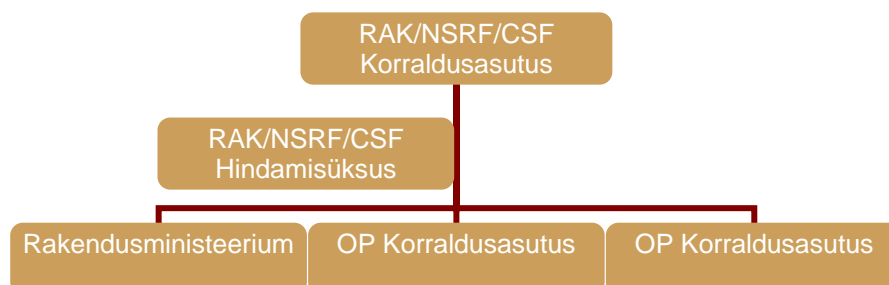 RAK/NSRF/CSF
Korraldusasutus
RAK/NSRF/CSF
Hindamisüksus
Rakendusministeerium
OP Korraldusasutus
OP Korraldusasutus